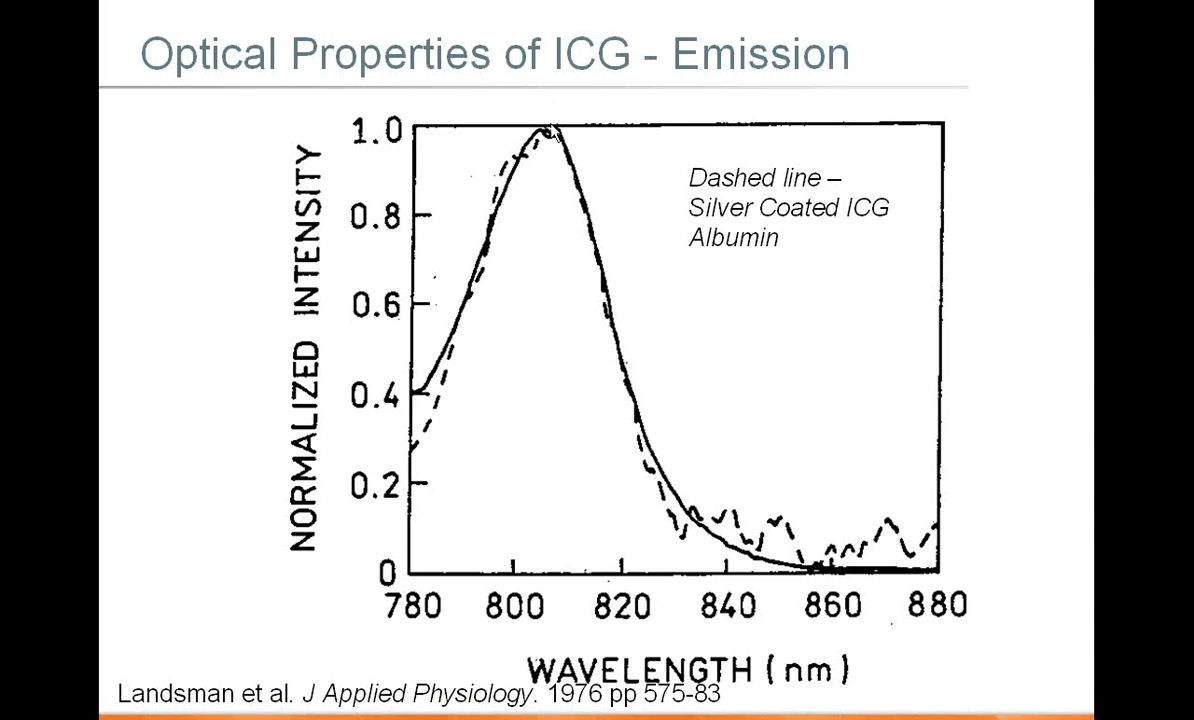 Optical Properties of ICG - Emission
1.0
0.8
0.6
0.4
0.2
0
NORMALIZED INTENSITY
Dashed line –
Silver Coated ICG
Albumin
780 800 820 840 860 880
WAVELENGTH (nm)
Landsman et al. J Applied Physiology. 1976 pp 575-83